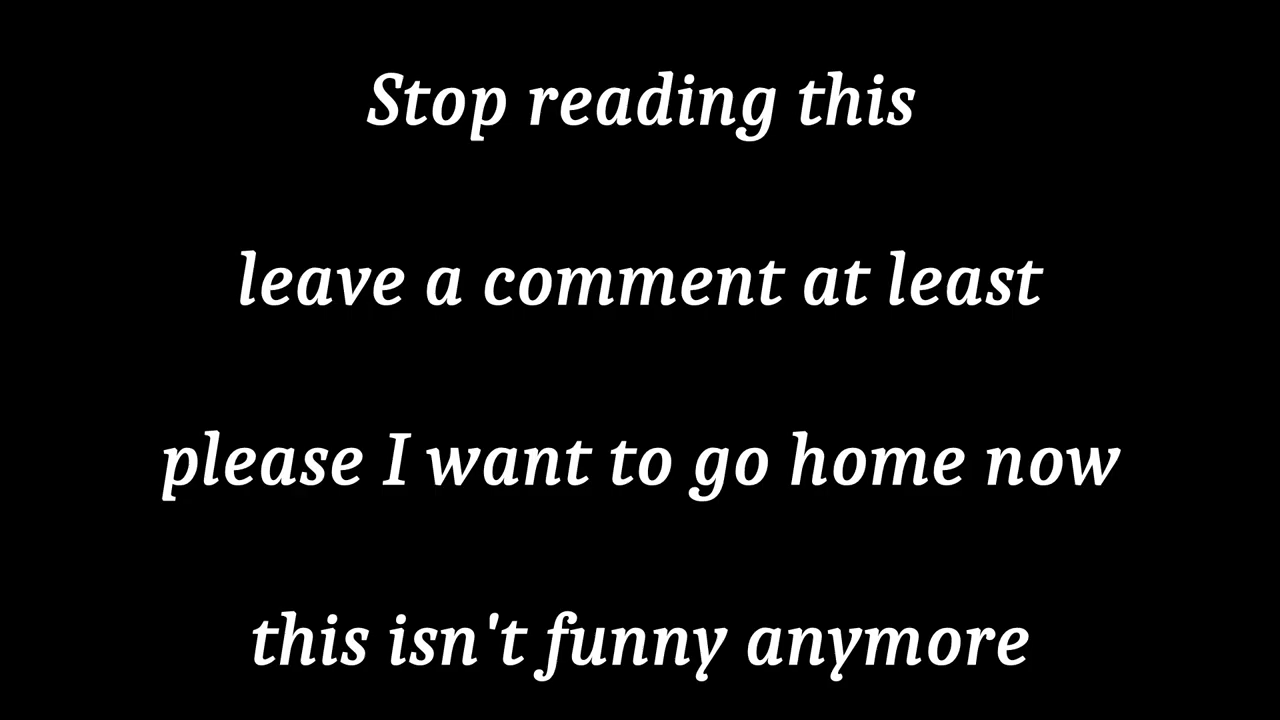 Stop reading this
leave a comment at least
please I want to go home now
this isn't funny anymore